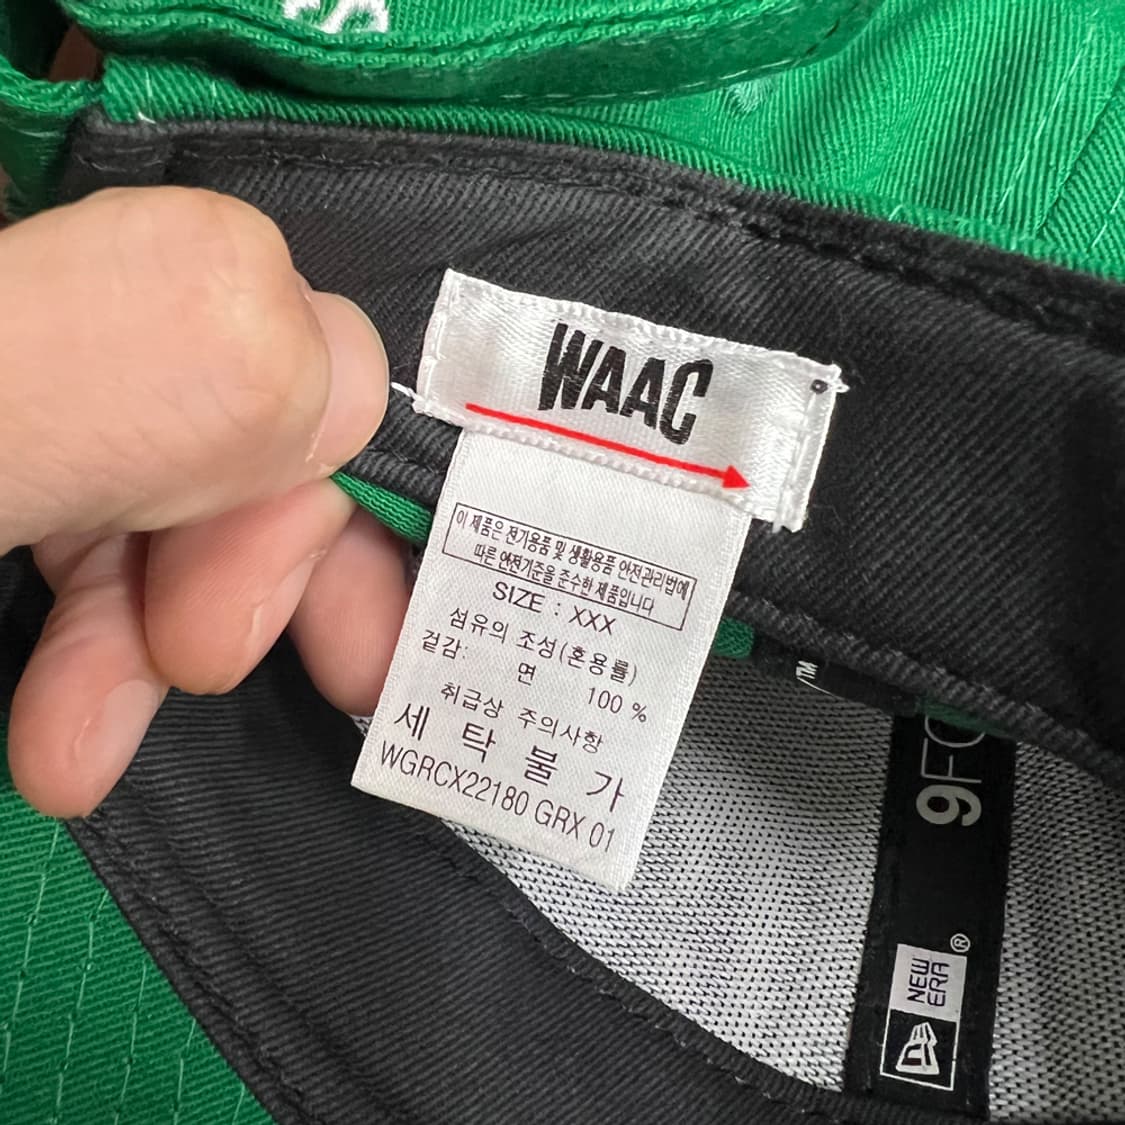 WAAC
이 제품은 전기용품 및 생활용품 안전관리법에
따른 안전기준을 준수한 제품입니다
SIZE : XXX
섬유의 조성(혼용률)
겉감: 면 100 %
취급상 주의사항
세탁불가
WGRCX22180 GRX 01
TM
9FO
NEW ERA ®